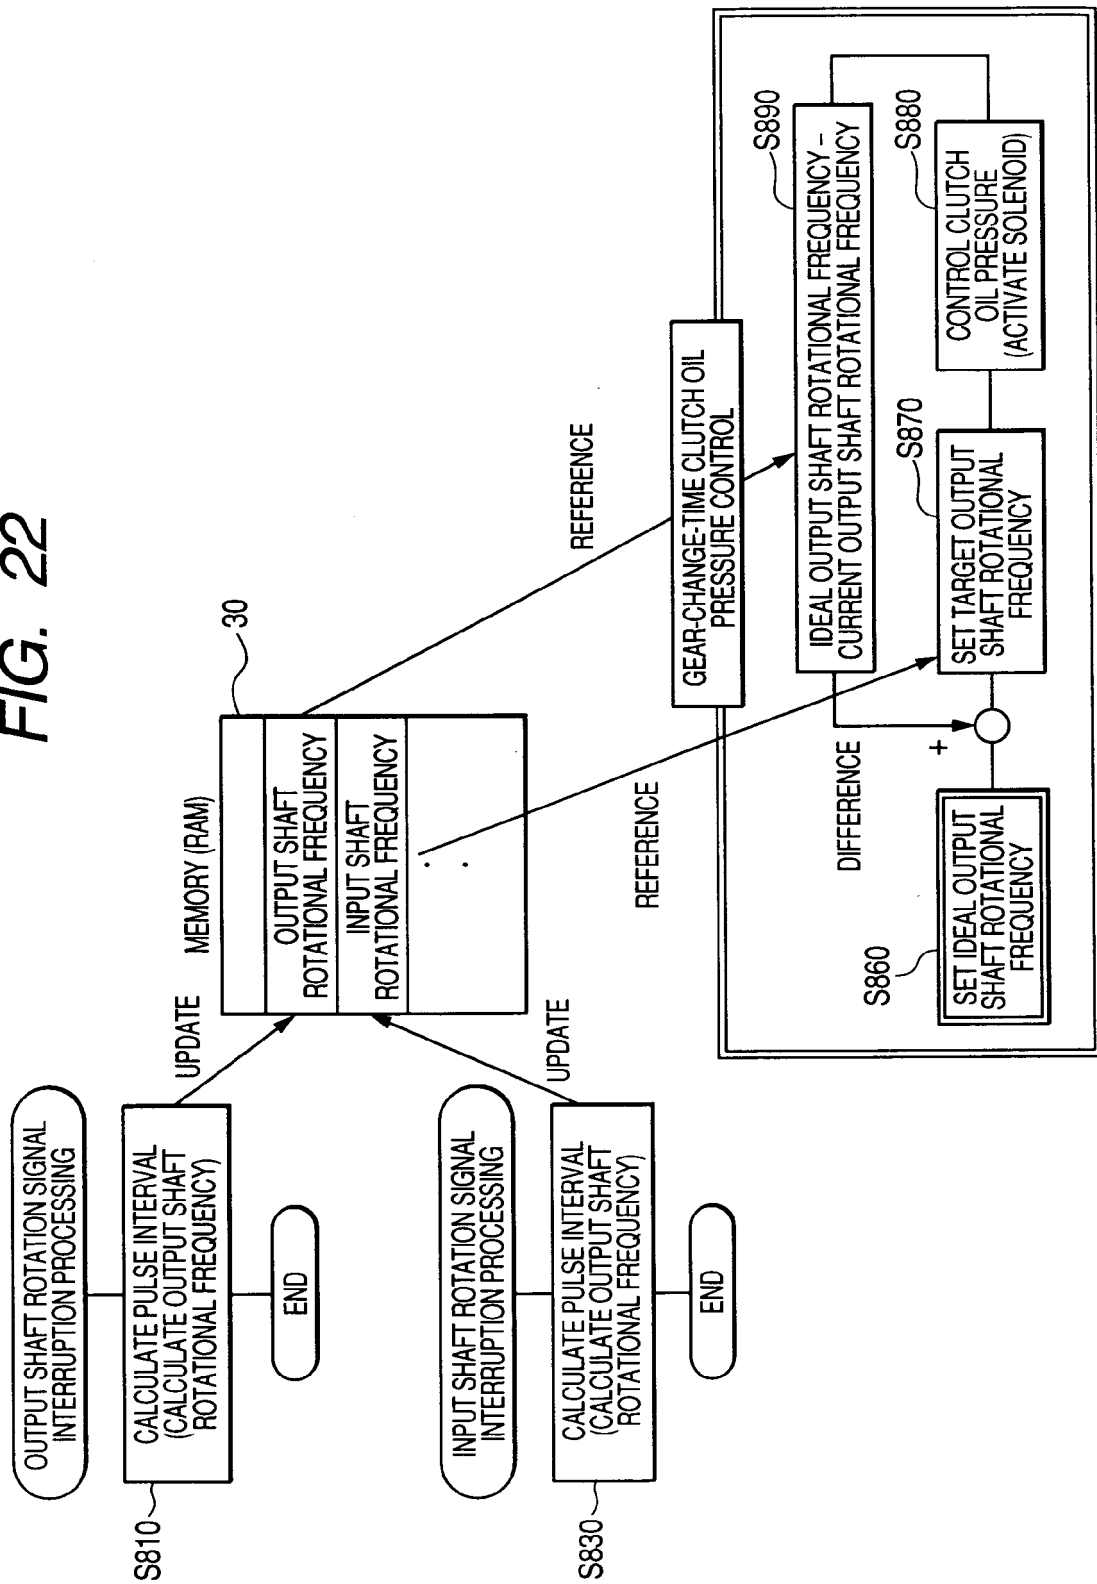 FIG. 22
OUTPUT SHAFT ROTATION SIGNAL
INTERRUPTION PROCESSING
S810
CALCULATE PULSE INTERVAL
(CALCULATE OUTPUT SHAFT
ROTATIONAL FREQUENCY)
END
UPDATE
INPUT SHAFT ROTATION SIGNAL
INTERRUPTION PROCESSING
S830
CALCULATE PULSE INTERVAL
(CALCULATE OUTPUT SHAFT
ROTATIONAL FREQUENCY)
END
UPDATE
MEMORY (RAM)
30
OUTPUT SHAFT
ROTATIONAL FREQUENCY
INPUT SHAFT
ROTATIONAL FREQUENCY
REFERENCE
REFERENCE
GEAR-CHANGE-TIME CLUTCH OIL
PRESSURE CONTROL
S890
IDEAL OUTPUT SHAFT ROTATIONAL FREQUENCY –
CURRENT OUTPUT SHAFT ROTATIONAL FREQUENCY
DIFFERENCE
+
S860
SET IDEAL OUTPUT
SHAFT ROTATIONAL
FREQUENCY
S870
SET TARGET OUTPUT
SHAFT ROTATIONAL
FREQUENCY
S880
CONTROL CLUTCH
OIL PRESSURE
(ACTIVATE SOLENOID)